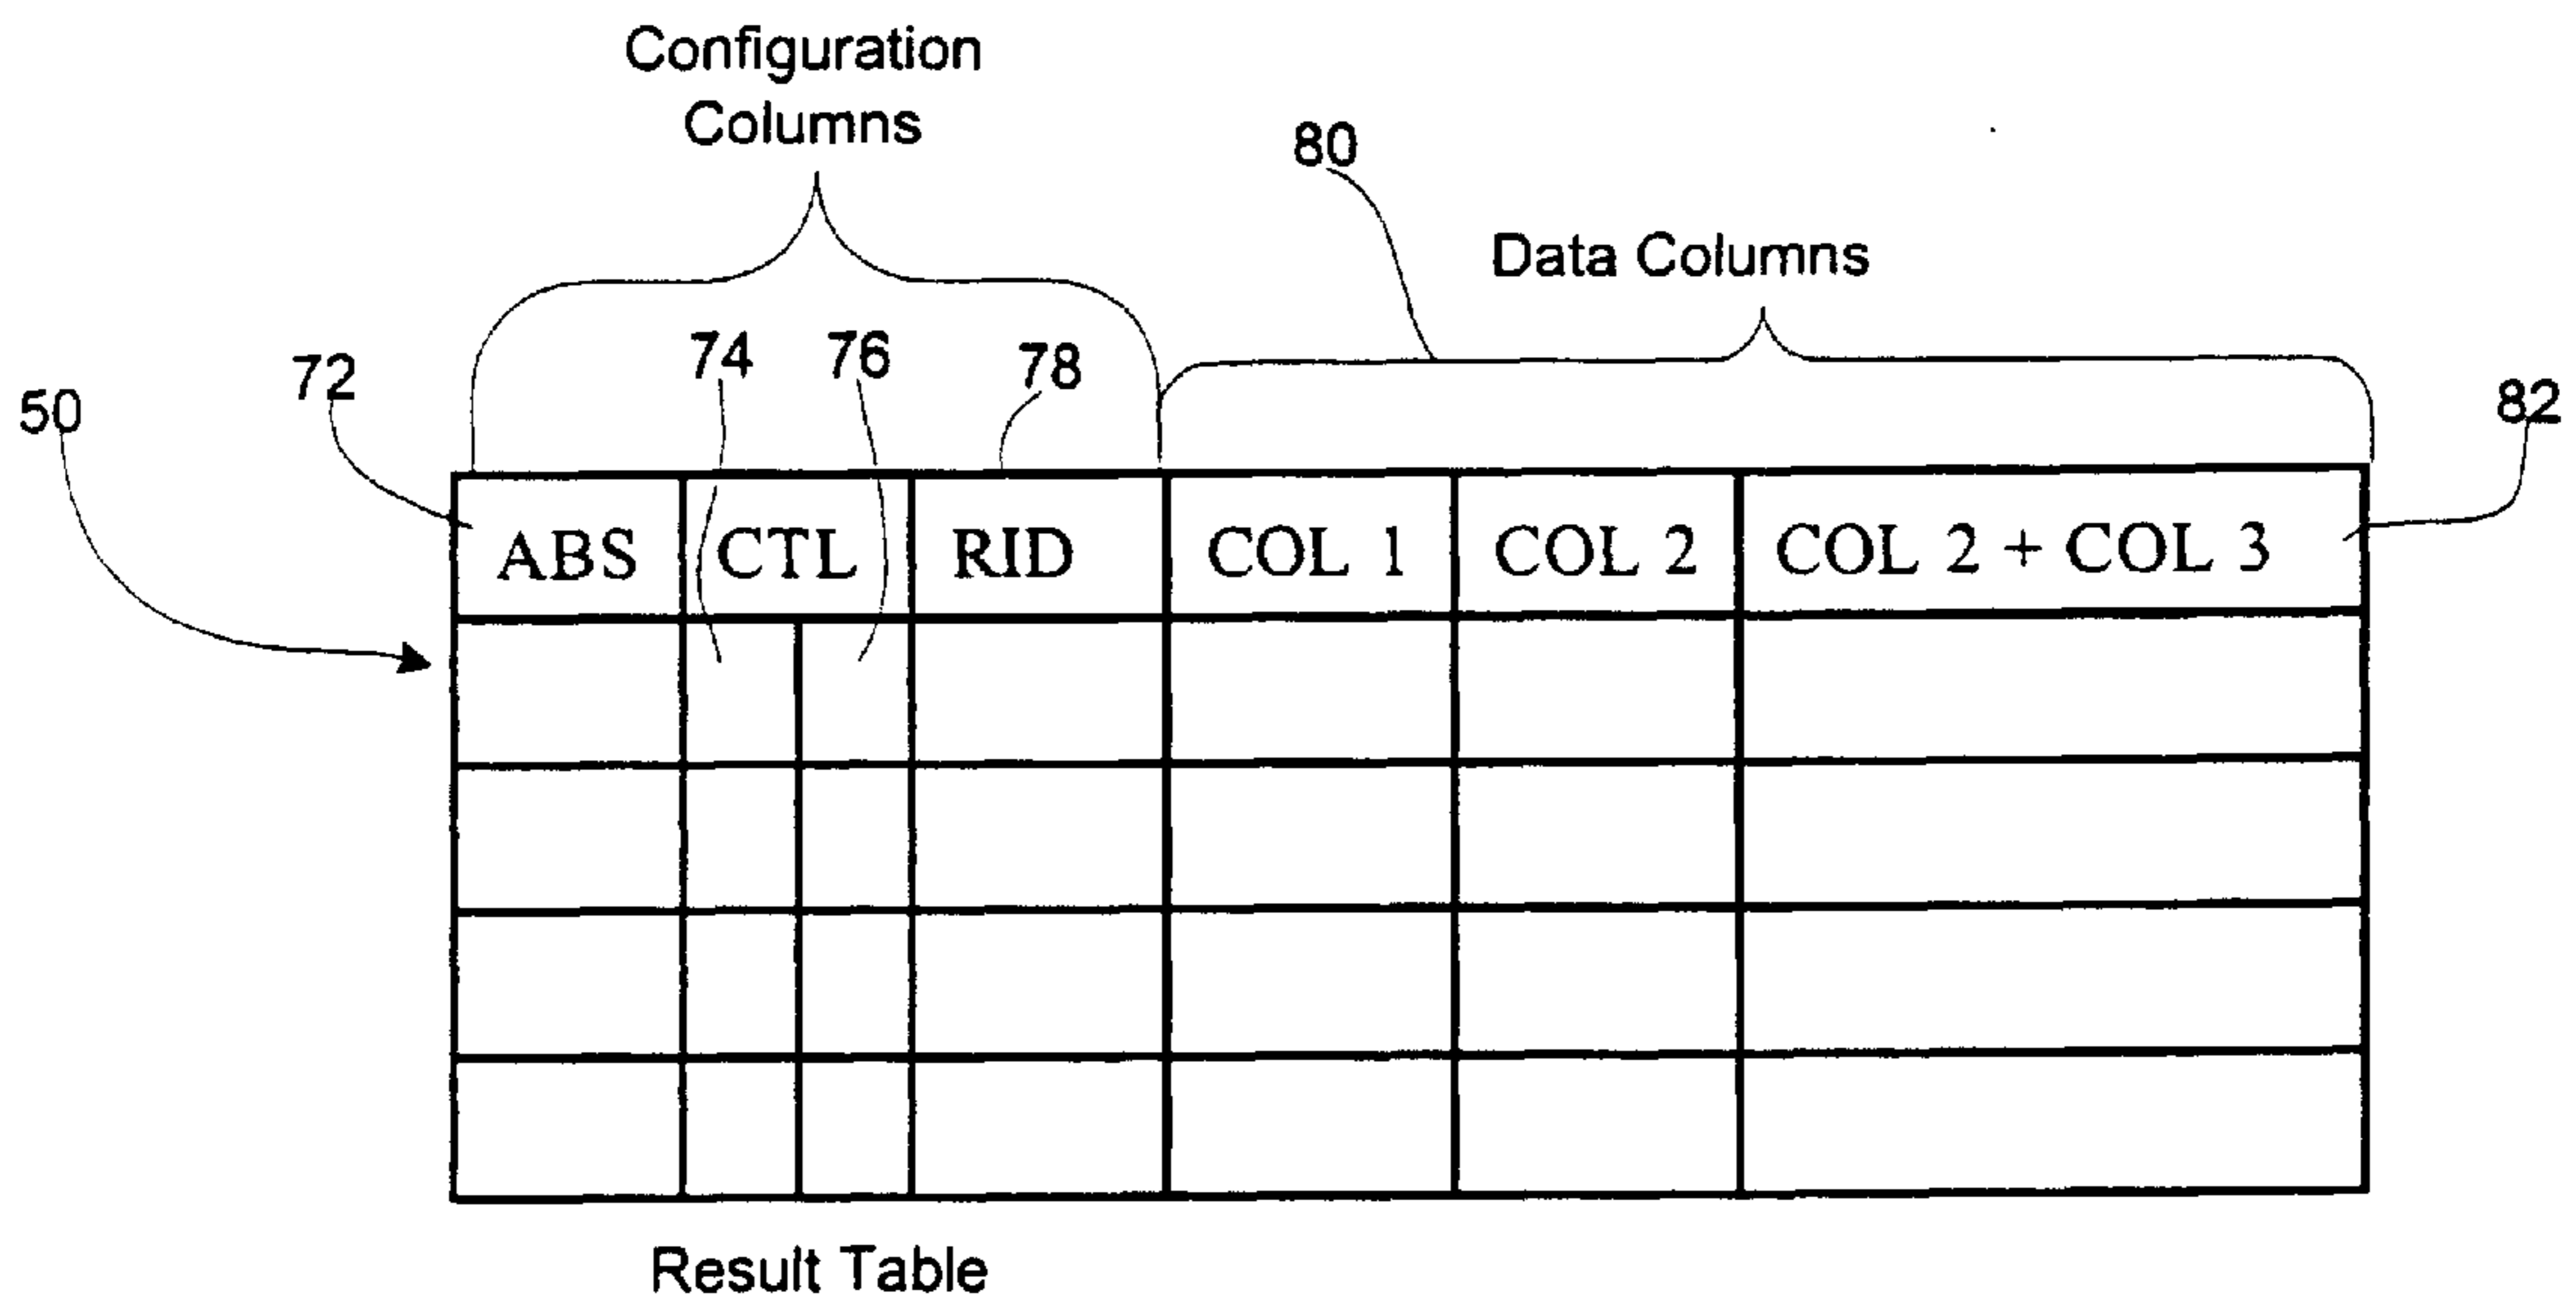 Configuration
Columns
80
Data Columns
74 76 78
72
50
82
ABS CTL RID COL 1 COL 2 COL 2 + COL 3
Result Table